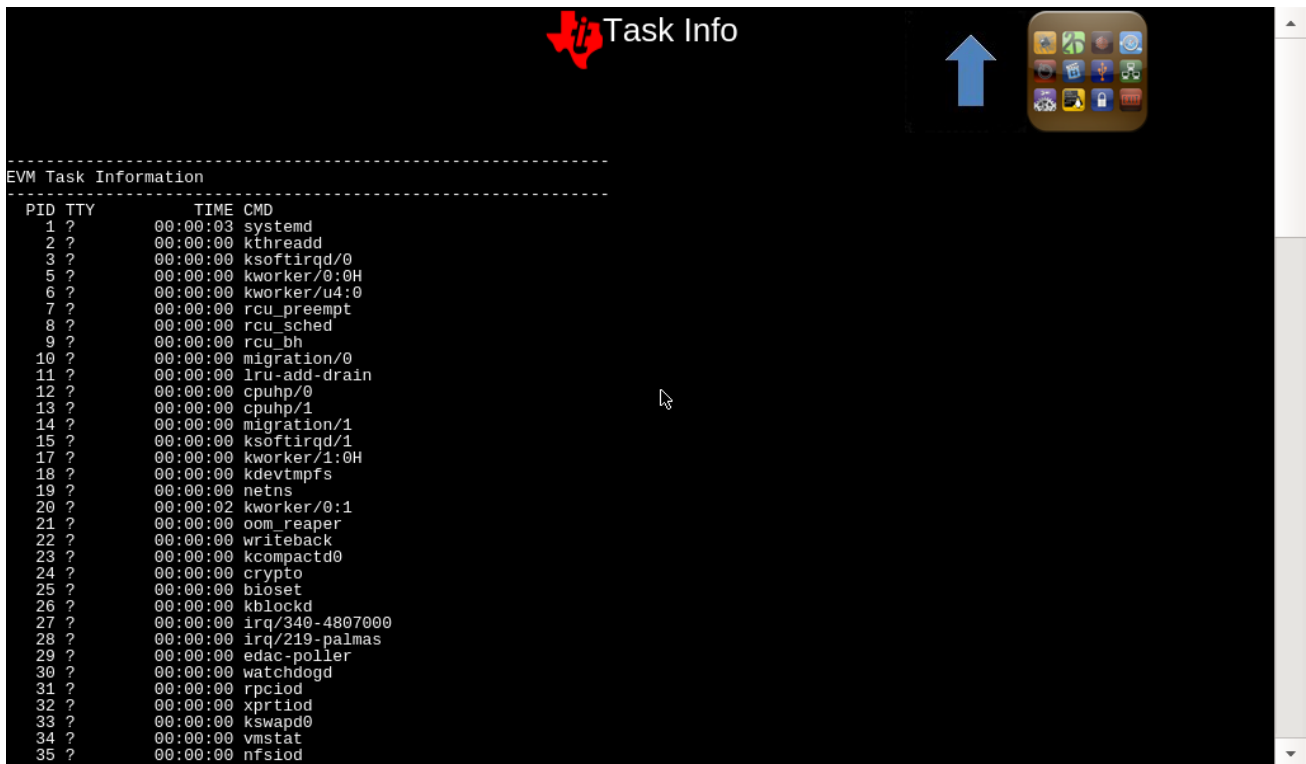 Task Info
------------------------------------------------------------
EVM Task Information
------------------------------------------------------------
  PID TTY          TIME CMD
    1 ?        00:00:03 systemd
    2 ?        00:00:00 kthreadd
    3 ?        00:00:00 ksoftirqd/0
    5 ?        00:00:00 kworker/0:0H
    6 ?        00:00:00 kworker/u4:0
    7 ?        00:00:00 rcu_preempt
    8 ?        00:00:00 rcu_sched
    9 ?        00:00:00 rcu_bh
   10 ?        00:00:00 migration/0
   11 ?        00:00:00 lru-add-drain
   12 ?        00:00:00 cpuhp/0
   13 ?        00:00:00 cpuhp/1
   14 ?        00:00:00 migration/1
   15 ?        00:00:00 ksoftirqd/1
   17 ?        00:00:00 kworker/1:0H
   18 ?        00:00:00 kdevtmpfs
   19 ?        00:00:00 netns
   20 ?        00:00:02 kworker/0:1
   21 ?        00:00:00 oom_reaper
   22 ?        00:00:00 writeback
   23 ?        00:00:00 kcompactd0
   24 ?        00:00:00 crypto
   25 ?        00:00:00 bioset
   26 ?        00:00:00 kblockd
   27 ?        00:00:00 irq/340-4807000
   28 ?        00:00:00 irq/219-palmas
   29 ?        00:00:00 edac-poller
   30 ?        00:00:00 watchdogd
   31 ?        00:00:00 rpciod
   32 ?        00:00:00 xprtiod
   33 ?        00:00:00 kswapd0
   34 ?        00:00:00 vmstat
   35 ?        00:00:00 nfsiod